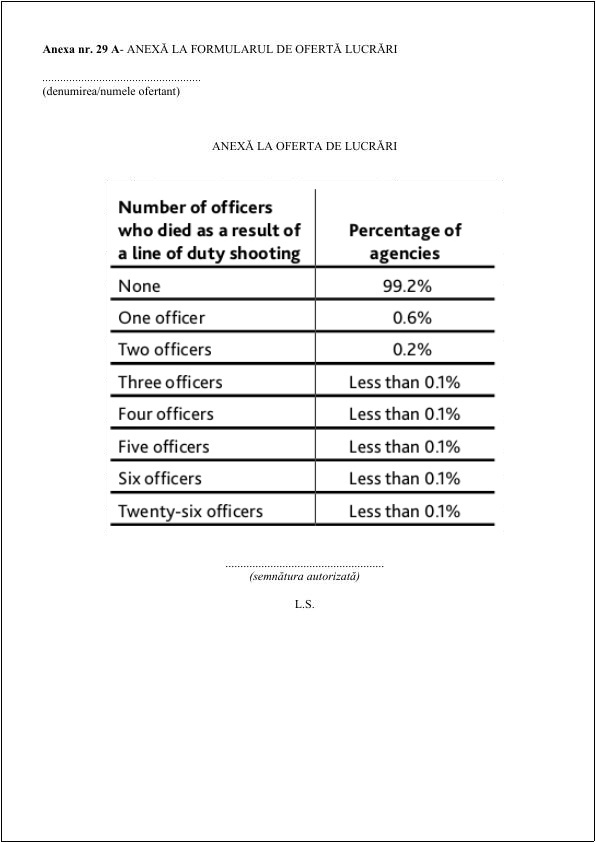 Anexa nr. 29 A- ANEXĂ LA FORMULARUL DE OFERTĂ LUCRĂRI
.....................................................
(denumirea/numele ofertant)
ANEXĂ LA OFERTA DE LUCRĂRI
Number of officers
who died as a result of
a line of duty shooting
Percentage of
agencies
None 99.2%
One officer 0.6%
Two officers 0.2%
Three officers Less than 0.1%
Four officers Less than 0.1%
Five officers Less than 0.1%
Six officers Less than 0.1%
Twenty-six officers Less than 0.1%
.....................................................
(semnătura autorizată)
L.S.